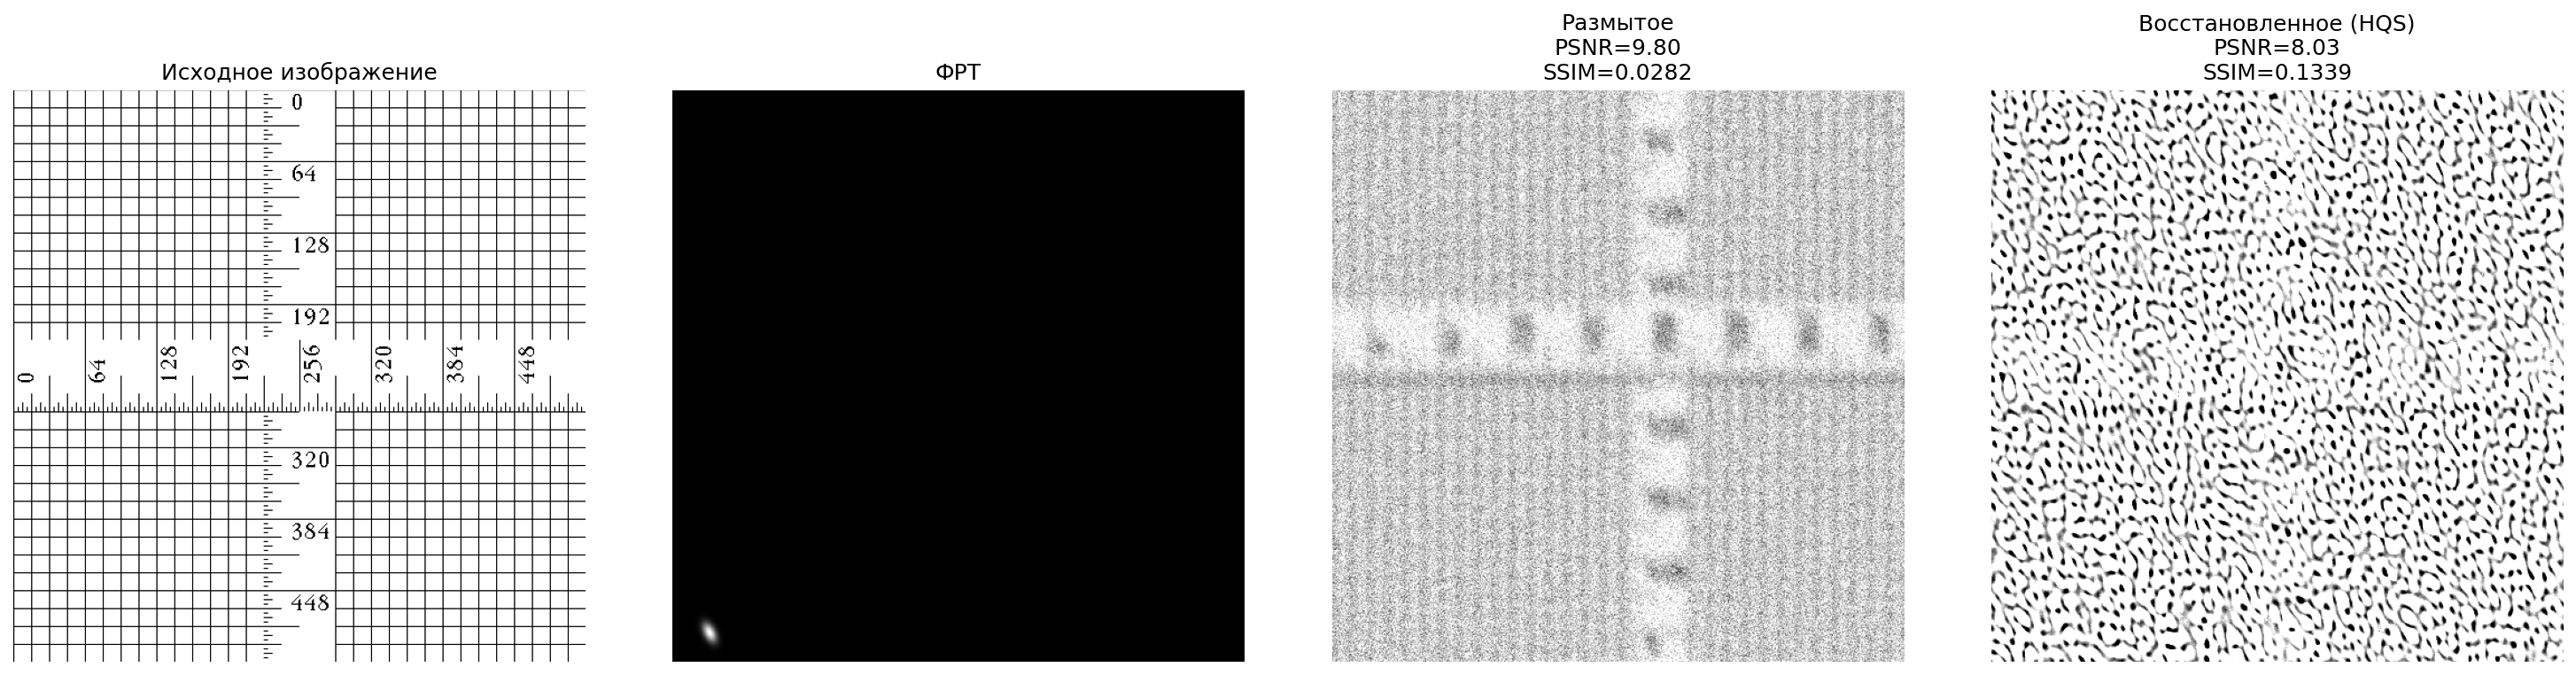 Исходное изображение
0
64
128
192
0 64 128 192 256 320 384 448
320
384
448
ФРТ
Размытое
PSNR=9.80
SSIM=0.0282
Восстановленное (HQS)
PSNR=8.03
SSIM=0.1339